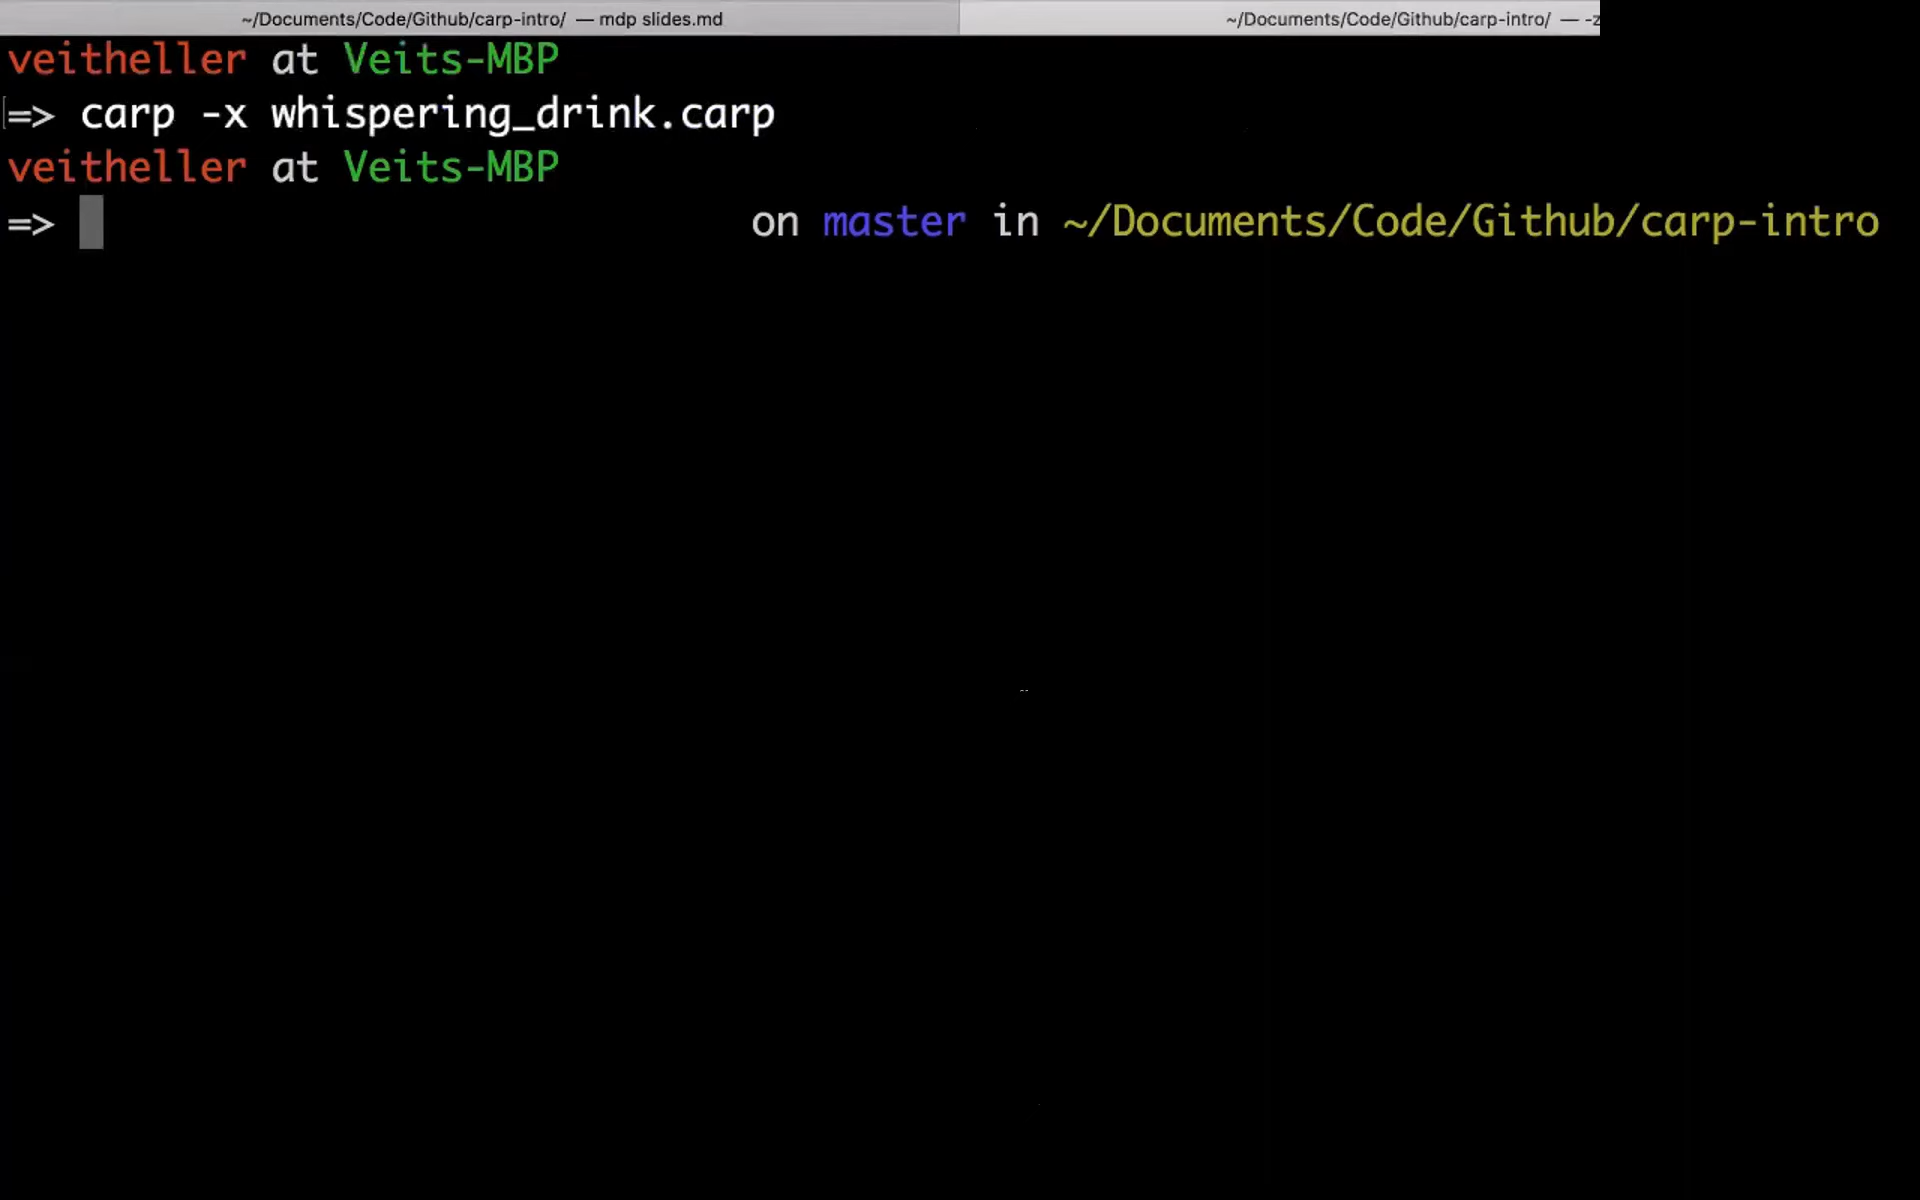 ~/Documents/Code/Github/carp-intro/ — mdp slides.md
~/Documents/Code/Github/carp-intro/ — -z
veitheller at Veits-MBP
=> carp -x whispering_drink.carp
veitheller at Veits-MBP
=> on master in ~/Documents/Code/Github/carp-intro